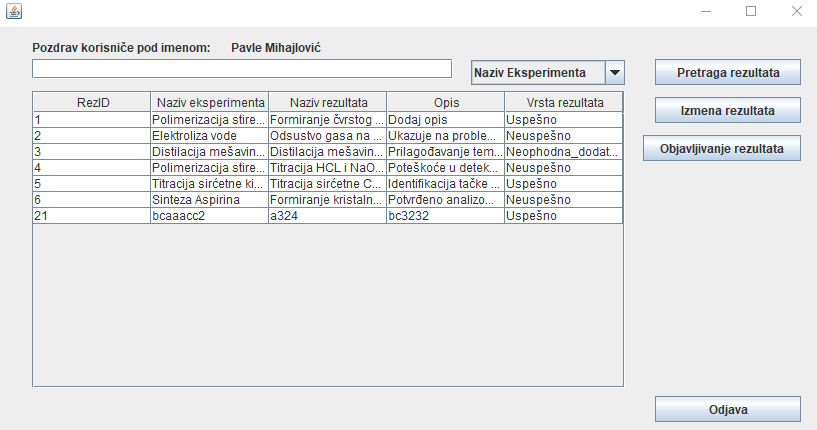 Pozdrav korisniče pod imenom: Pavle Mihajlović
Naziv Eksperimenta
Pretraga rezultata
Izmena rezultata
Objavljivanje rezultata
RezID Naziv eksperimenta Naziv rezultata Opis Vrsta rezultata
1 Polimerizacija stire... Formiranje čvrstog ... Dodaj opis Uspešno
2 Elektroliza vode Odsustvo gasa na ... Ukazuje na proble... Neuspešno
3 Distilacija mešavin... Distilacija mešavin... Prilagođavanje tem... Neophodna_dodat...
4 Polimerizacija stire... Titracija HCL i NaO... Poteškoće u detek... Neuspešno
5 Titracija sirćetne ki... Titracija sirćetne C... Identifikacija tačke ... Uspešno
6 Sinteza Aspirina Formiranje kristaln... Potvrđeno analizo... Neuspešno
21 bcaaacc2 a324 bc3232 Uspešno
Odjava